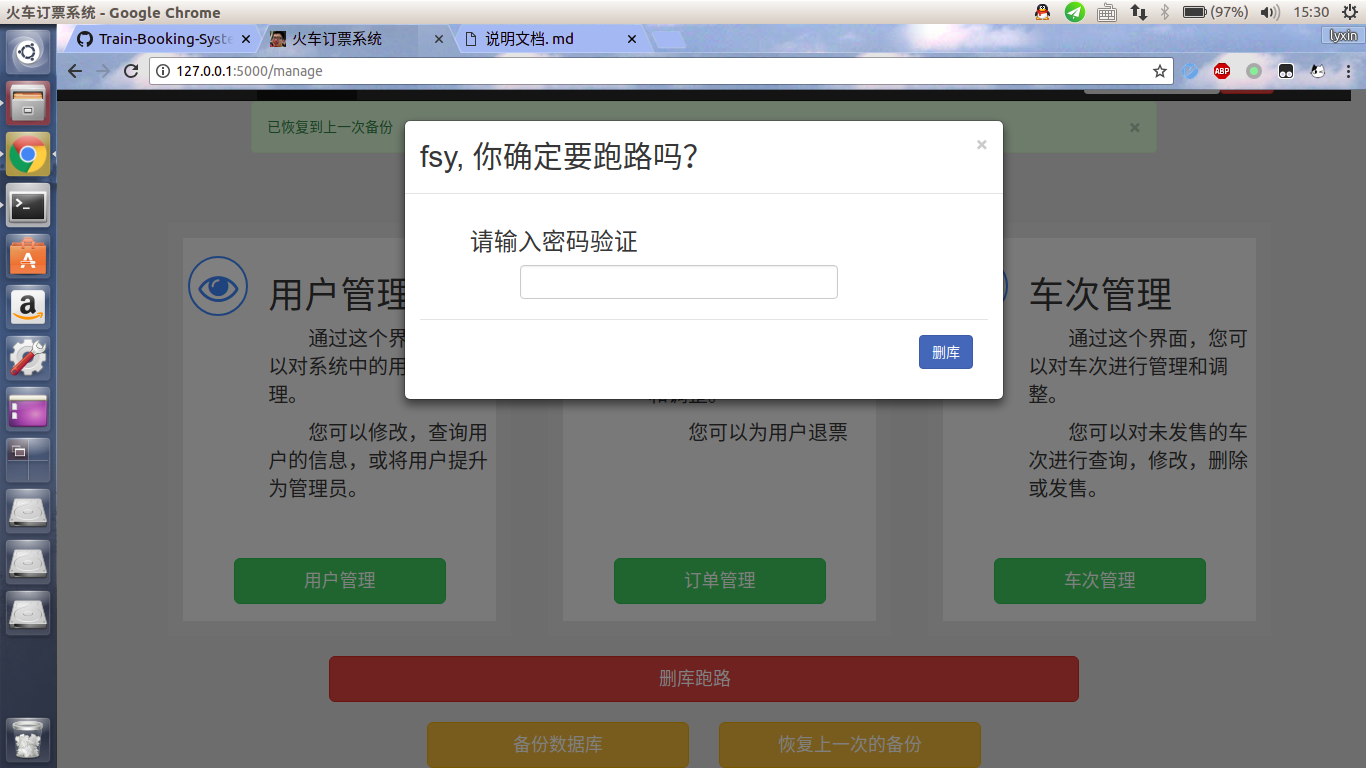 火车订票系统 - Google Chrome
(97%)
15:30
Train-Booking-Syste
火车订票系统
说明文档. md
lyxin
127.0.0.1:5000/manage
ABP
已恢复到上一次备份
×
fsy, 你确定要跑路吗?
×
请输入密码验证
删库
用户管理
通过这个界
以对系统中的用
理。
您可以修改，查询用
户的信息，或将用户提升
为管理员。
用户管理
您可以为用户退票
订单管理
车次管理
通过这个界面，您可
以对车次进行管理和调
整。
您可以对未发售的车
次进行查询，修改，删除
或发售。
车次管理
删库跑路
备份数据库
恢复上一次的备份